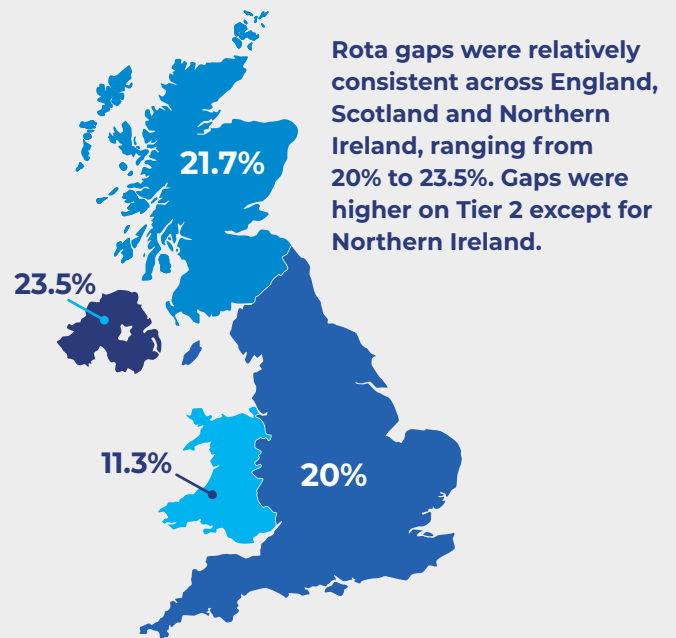 Rota gaps were relatively
consistent across England,
Scotland and Northern
Ireland, ranging from
20% to 23.5%. Gaps were
higher on Tier 2 except for
Northern Ireland.
21.7%
23.5%
11.3%
20%